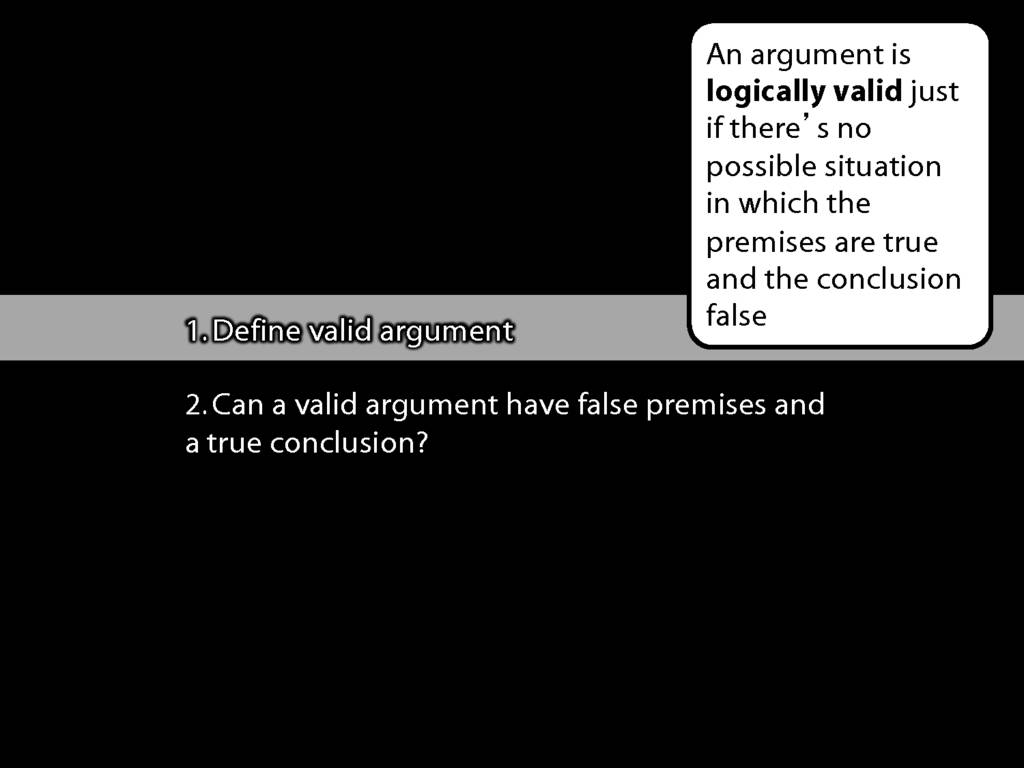 An argument is
logically valid just
if there’s no
possible situation
in which the
premises are true
and the conclusion
false
1. Define valid argument
2. Can a valid argument have false premises and
a true conclusion?